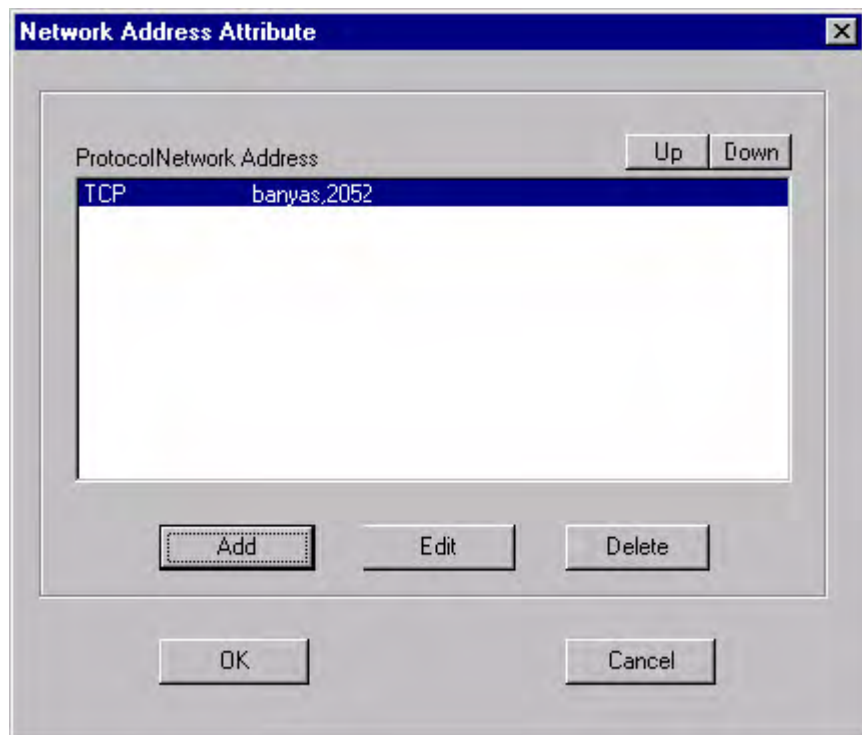 Network Address Attribute
ProtocolNetwork Address
Up Down
TCP banyas,2052
Add Edit Delete
OK Cancel